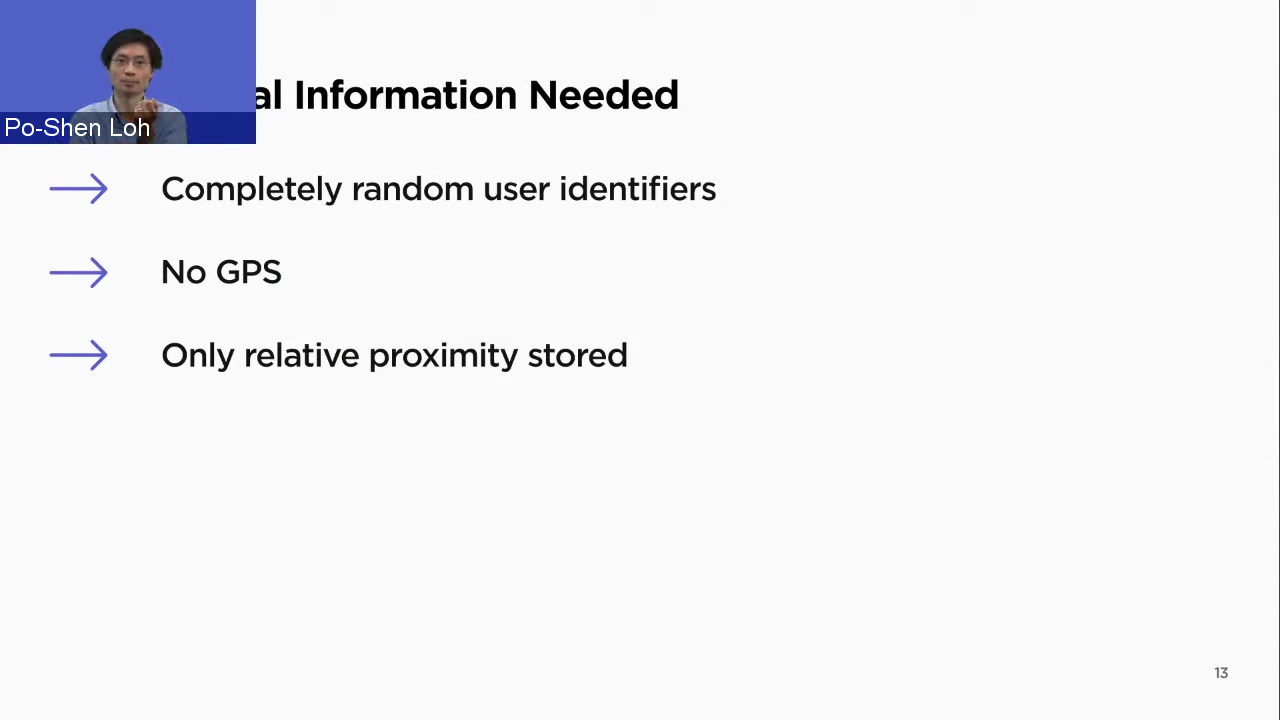 Po-Shen Loh
al Information Needed
Completely random user identifiers
No GPS
Only relative proximity stored
13